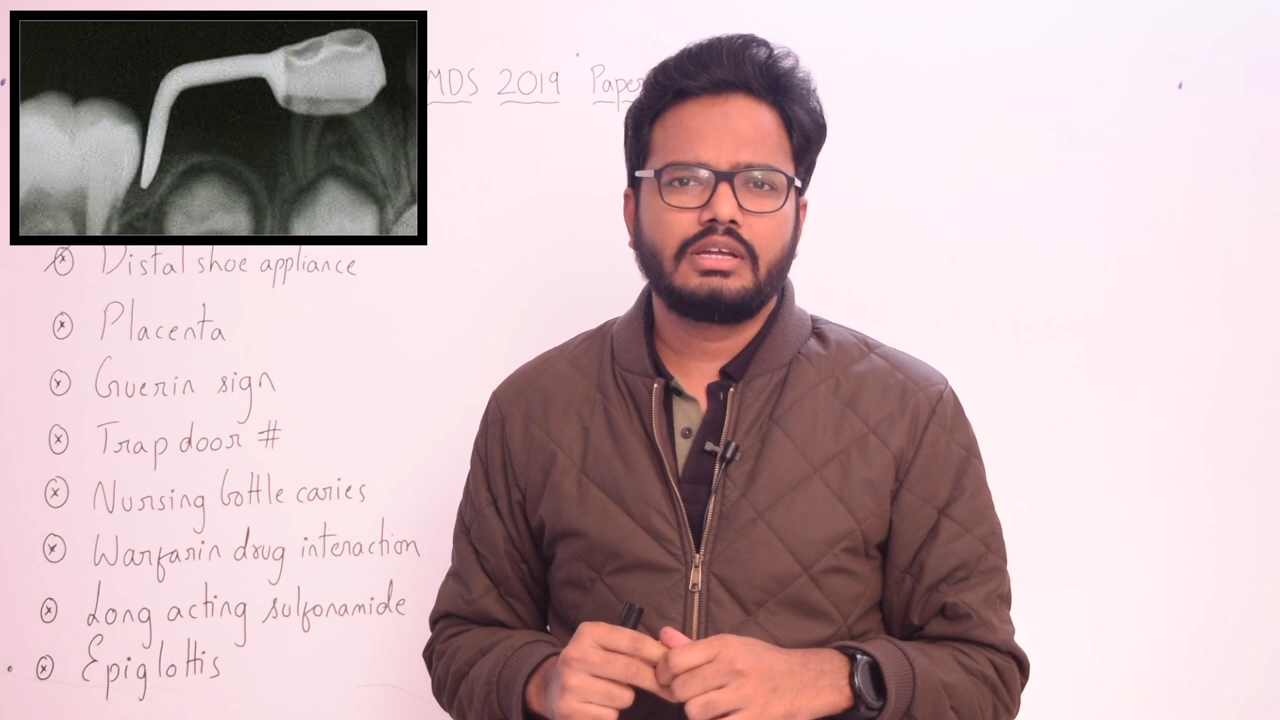 MDS 2019 Paper
Distal shoe appliance
Placenta
Guerin sign
Trap door #
Nursing bottle caries
Warfarin drug interaction
Long acting sulfonamide
Epiglottis